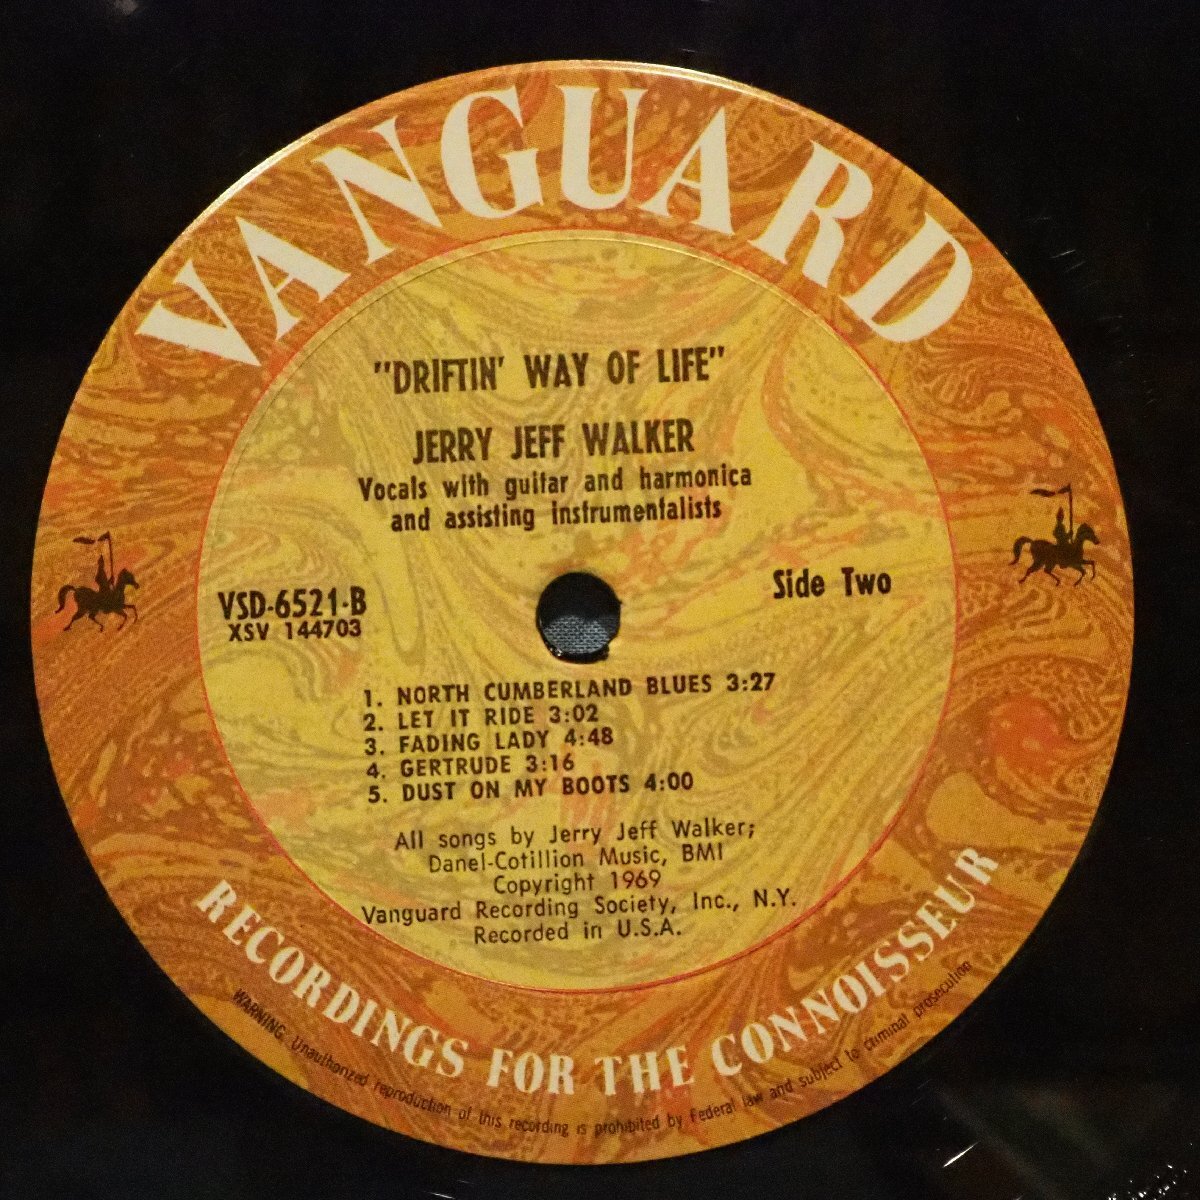 VANGUARD
"DRIFTIN' WAY OF LIFE"
JERRY JEFF WALKER
Vocals with guitar and harmonica
and assisting instrumentalists
VSD-6521-B
XSV 144703
Side Two
1. NORTH CUMBERLAND BLUES 3:27
2. LET IT RIDE 3:02
3. FADING LADY 4:48
4. GERTRUDE 3:16
5. DUST ON MY BOOTS 4:00
All songs by Jerry Jeff Walker;
Danel-Cotillion Music, BMI
Copyright 1969
Vanguard Recording Society, Inc., N.Y.
Recorded in U.S.A.
RECORDINGS FOR THE CONNOISSEUR
WARNING: Unauthorized reproduction of this recording is prohibited by Federal law and subject to criminal prosecution